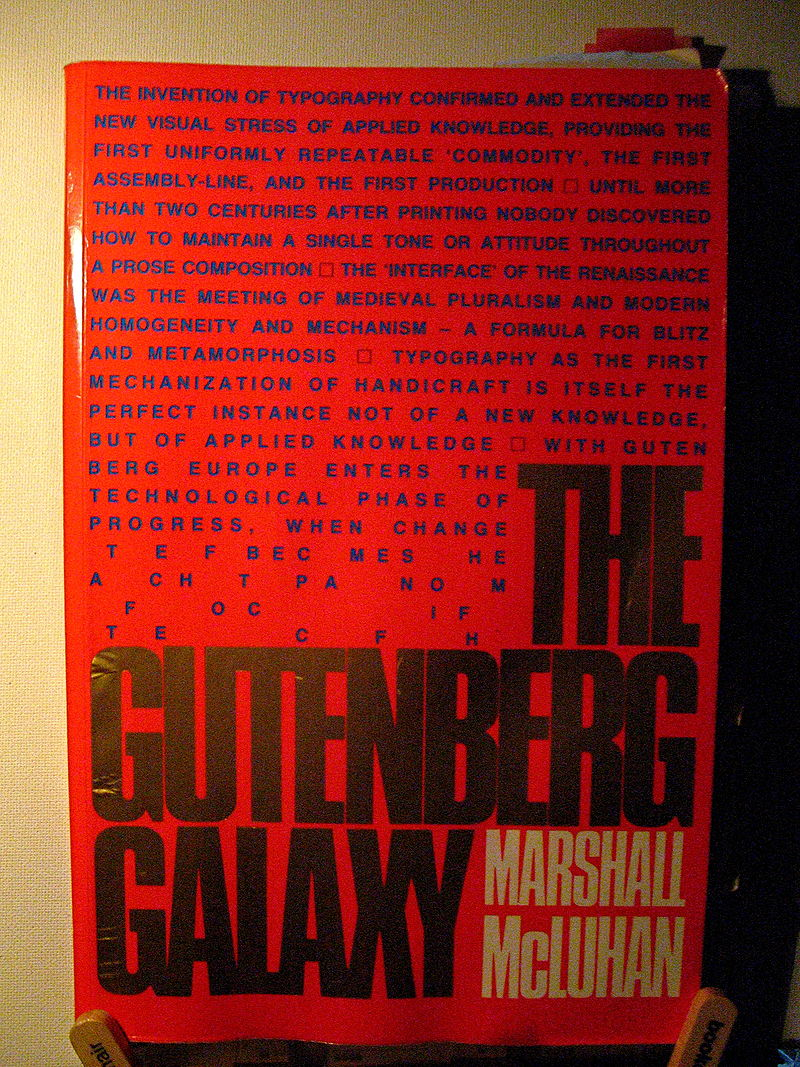 THE INVENTION OF TYPOGRAPHY CONFIRMED AND EXTENDED THE
NEW VISUAL STRESS OF APPLIED KNOWLEDGE, PROVIDING THE
FIRST UNIFORMLY REPEATABLE 'COMMODITY', THE FIRST
ASSEMBLY-LINE, AND THE FIRST PRODUCTION □ UNTIL MORE
THAN TWO CENTURIES AFTER PRINTING NOBODY DISCOVERED
HOW TO MAINTAIN A SINGLE TONE OR ATTITUDE THROUGHOUT
A PROSE COMPOSITION □ THE 'INTERFACE' OF THE RENAISSANCE
WAS THE MEETING OF MEDIEVAL PLURALISM AND MODERN
HOMOGENEITY AND MECHANISM – A FORMULA FOR BLITZ
AND METAMORPHOSIS □ TYPOGRAPHY AS THE FIRST
MECHANIZATION OF HANDICRAFT IS ITSELF THE
PERFECT INSTANCE NOT OF A NEW KNOWLEDGE,
BUT OF APPLIED KNOWLEDGE □ WITH GUTEN
BERG EUROPE ENTERS THE
TECHNOLOGICAL PHASE OF
PROGRESS, WHEN CHANGE
T E F BEC MES HE
A CH T PA NO M
F OC IF
T E C F H
THE
GUTENBERG
GALAXY
MARSHALL
McLUHAN